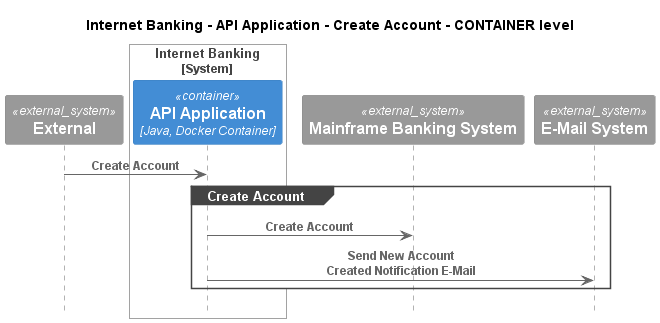 Internet Banking - API Application - Create Account - CONTAINER level
Internet Banking
[System]
«external_system»
External
«container»
API Application
[Java, Docker Container]
«external_system»
Mainframe Banking System
«external_system»
E-Mail System
Create Account
Create Account
Create Account
Send New Account
Created Notification E-Mail